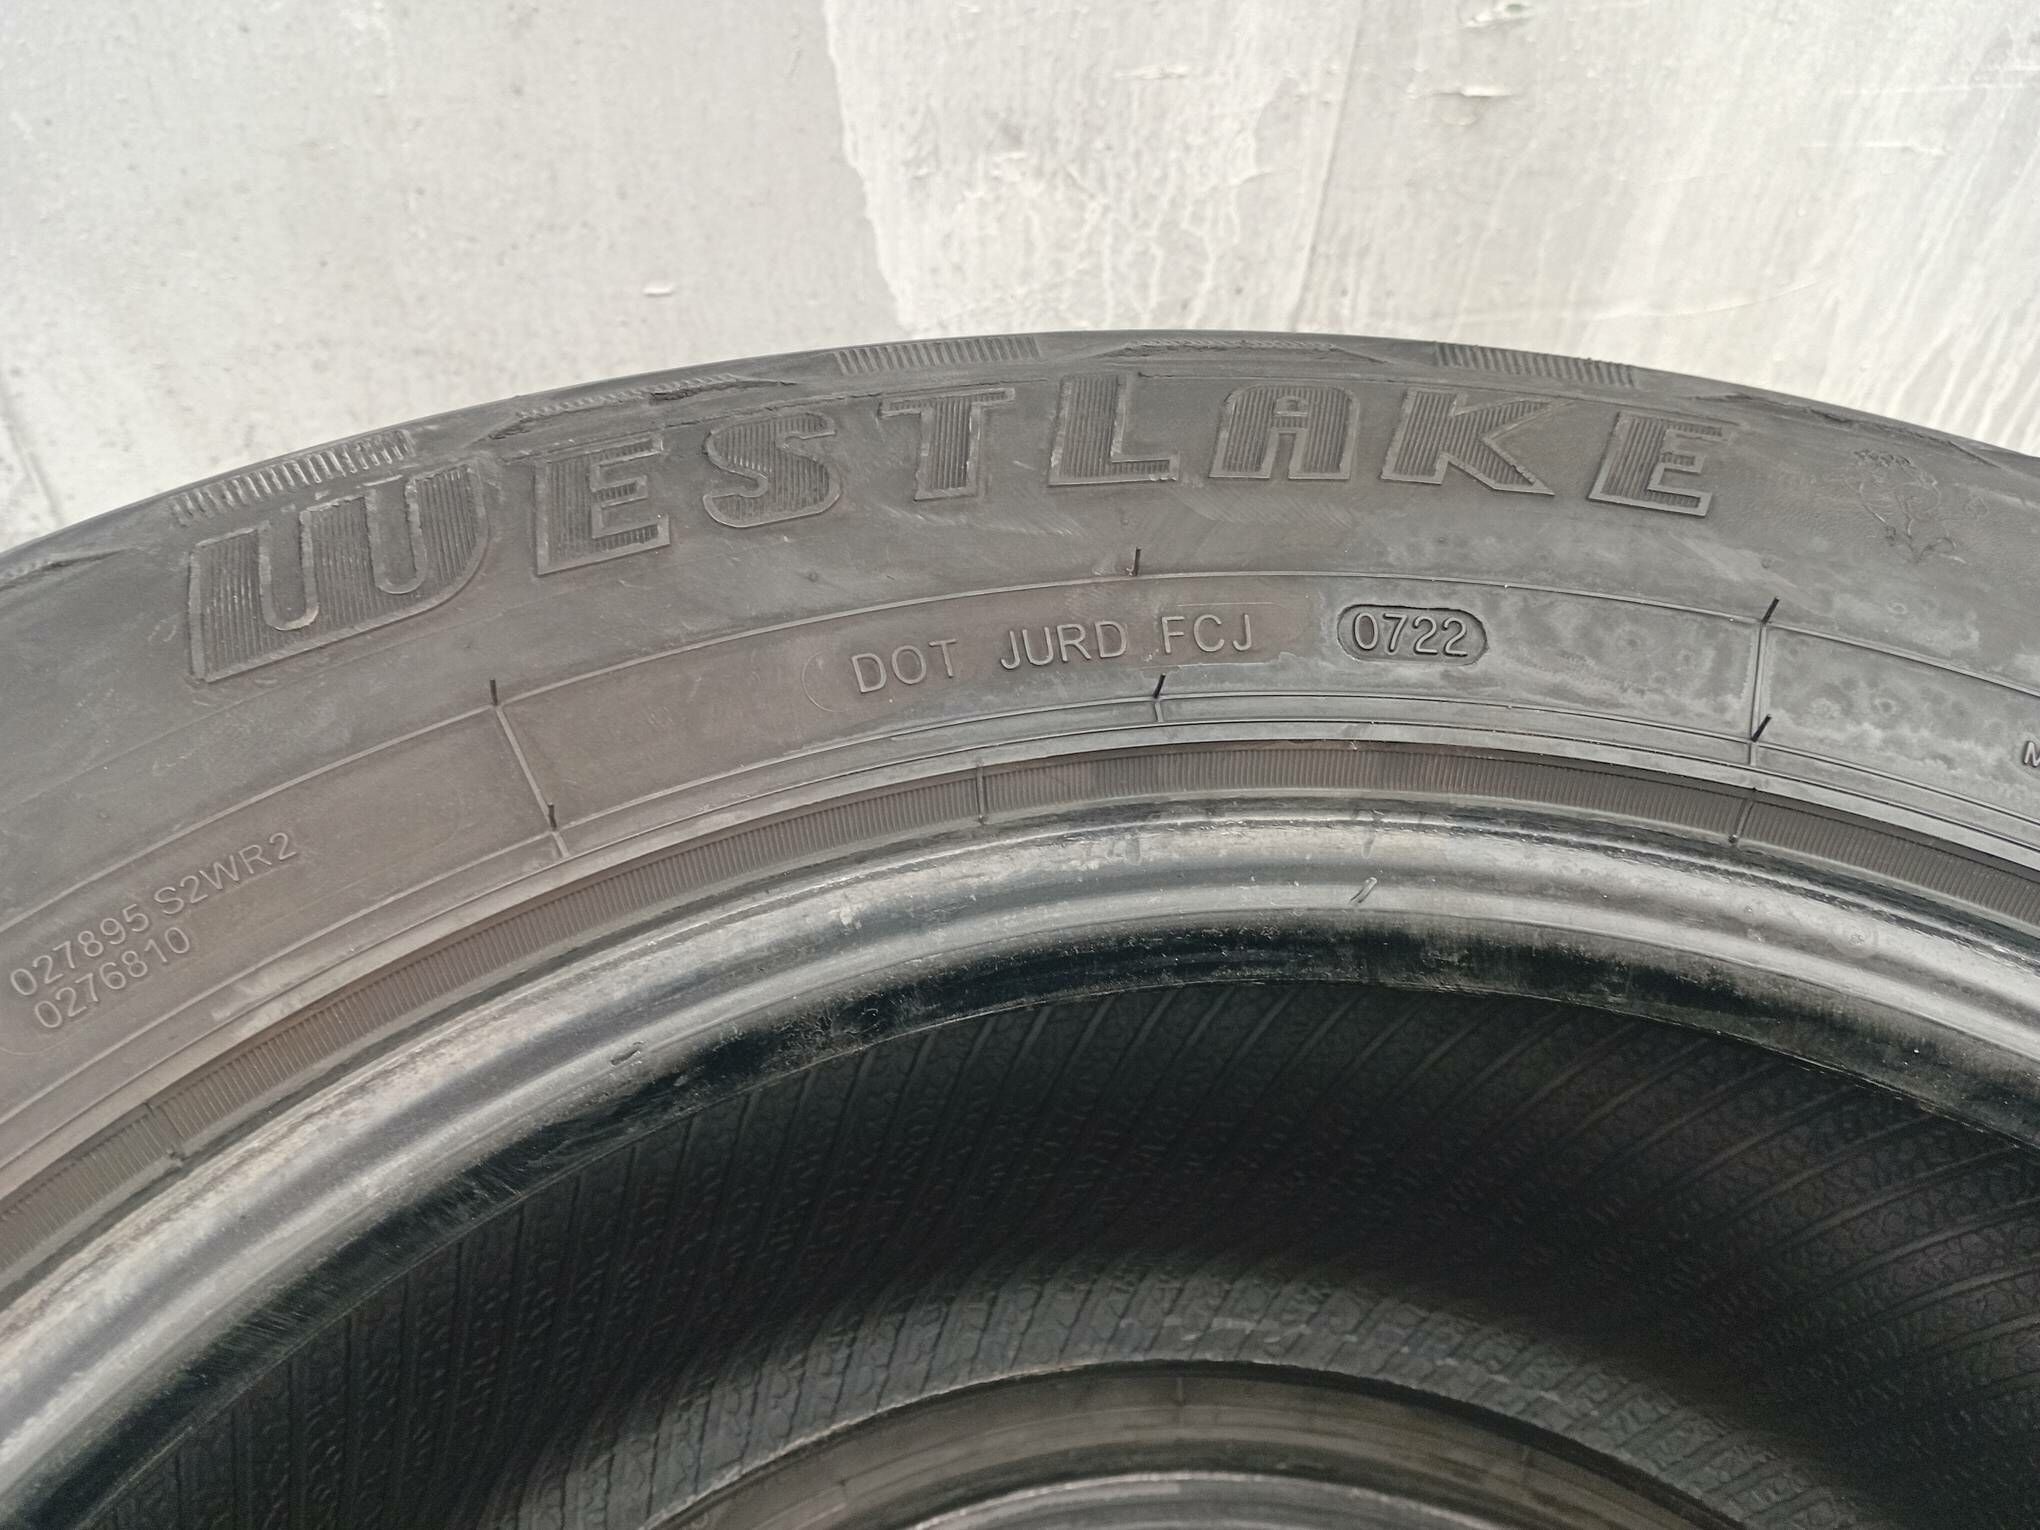 WESTLAKE
DOT JURD FCJ 0722
027895 S2WR2
0276810
M